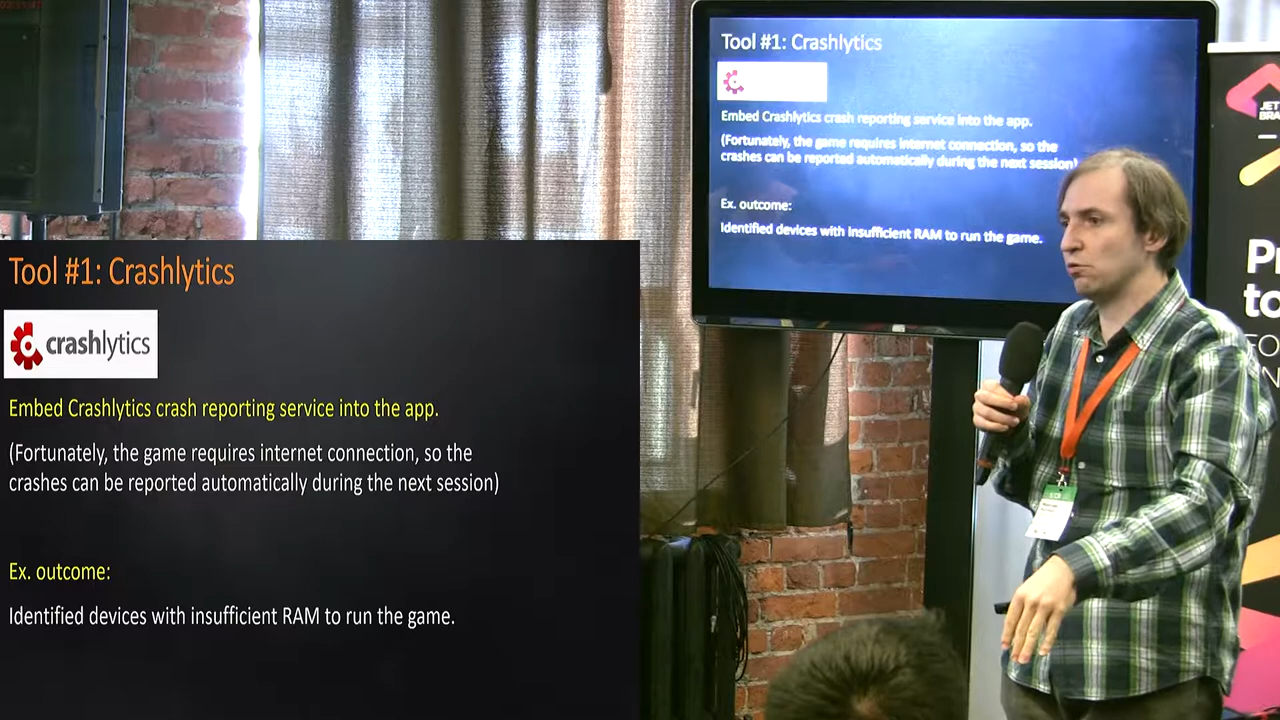 Tool #1: Crashlytics
Embed Crashlytics crash reporting service into the app.
(Fortunately, the game requires internet connection, so the
crashes can be reported automatically during the next session)
Ex. outcome:
Identified devices with insufficient RAM to run the game.
Tool #1: Crashlytics
crashlytics
Embed Crashlytics crash reporting service into the app.
(Fortunately, the game requires internet connection, so the
crashes can be reported automatically during the next session)
Ex. outcome:
Identified devices with insufficient RAM to run the game.